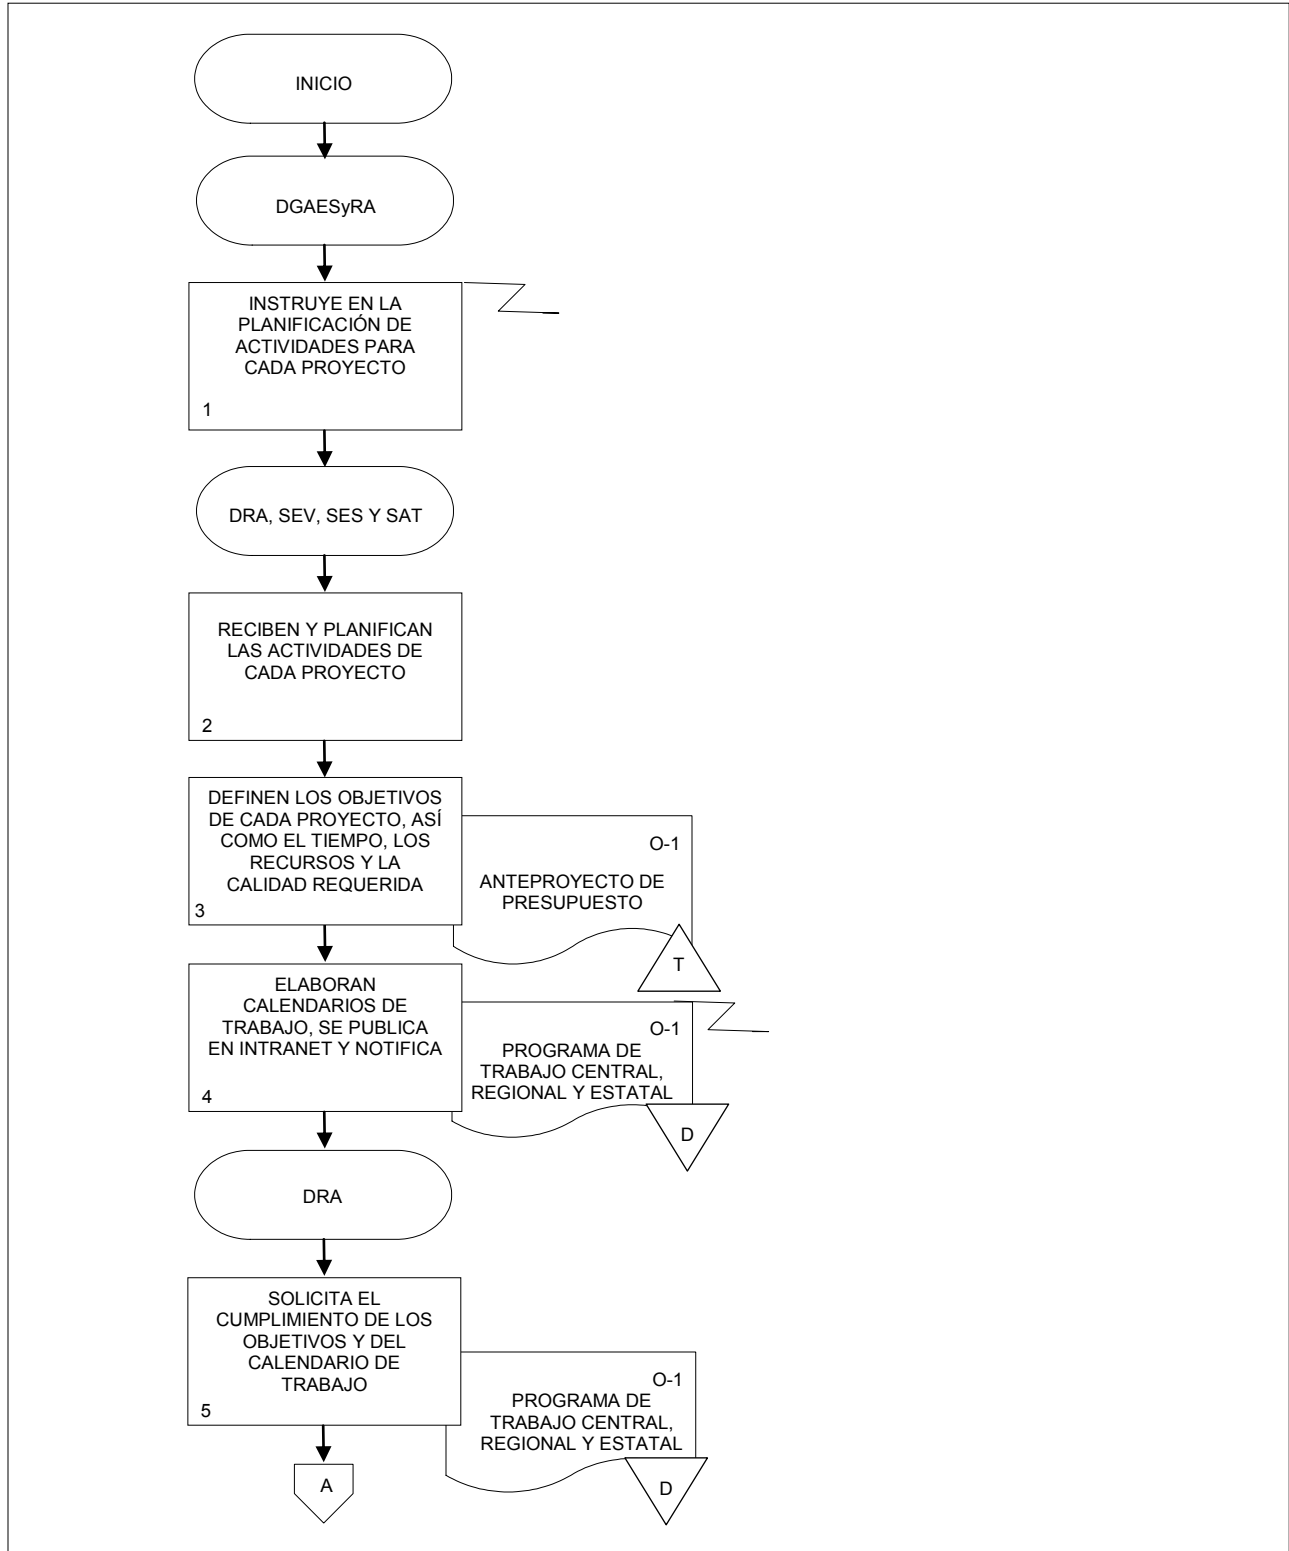 INICIO
DGAESyRA
INSTRUYE EN LA
PLANIFICACIÓN DE
ACTIVIDADES PARA
CADA PROYECTO
1
DRA, SEV, SES Y SAT
RECIBEN Y PLANIFICAN
LAS ACTIVIDADES DE
CADA PROYECTO
2
DEFINEN LOS OBJETIVOS
DE CADA PROYECTO, ASÍ
COMO EL TIEMPO, LOS
RECURSOS Y LA
CALIDAD REQUERIDA
3
O-1
ANTEPROYECTO DE
PRESUPUESTO
T
ELABORAN
CALENDARIOS DE
TRABAJO, SE PUBLICA
EN INTRANET Y NOTIFICA
4
O-1
PROGRAMA DE
TRABAJO CENTRAL,
REGIONAL Y ESTATAL
D
DRA
SOLICITA EL
CUMPLIMIENTO DE LOS
OBJETIVOS Y DEL
CALENDARIO DE
TRABAJO
5
O-1
PROGRAMA DE
TRABAJO CENTRAL,
REGIONAL Y ESTATAL
D
A